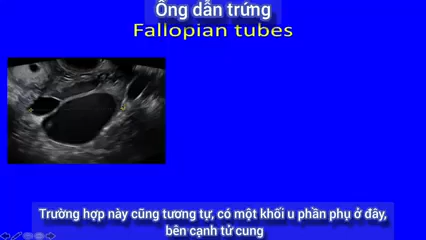 Ông dẫn trứng
Fallopian tubes
Trường hợp này cũng tương tự, có một khối u phần phụ ở đây,
bên cạnh tử cung